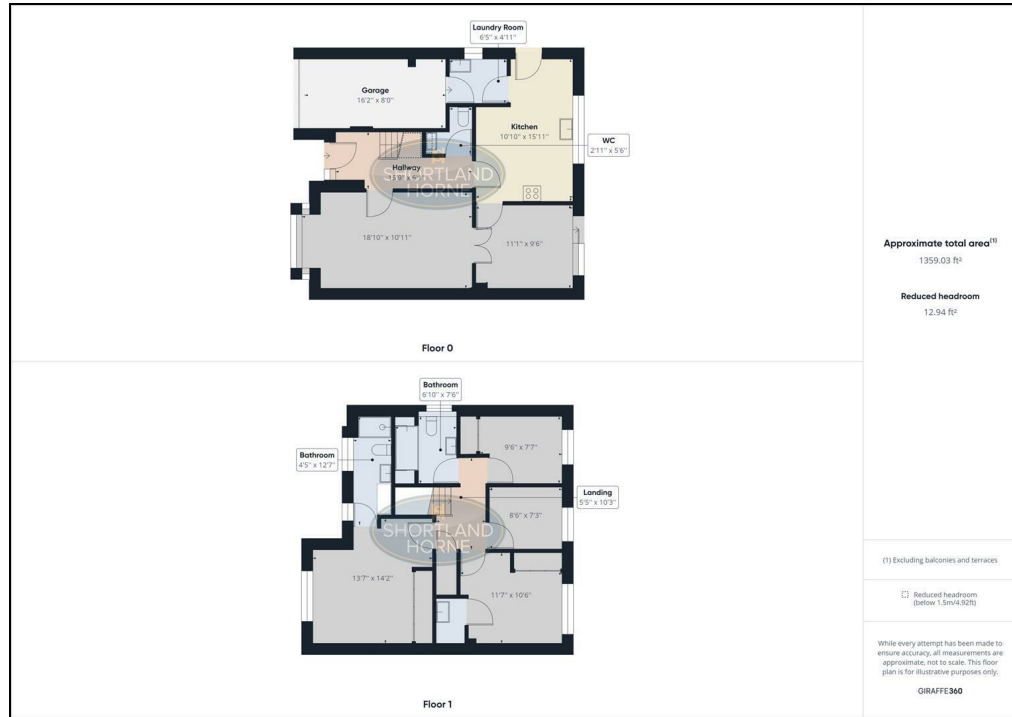 Laundry Room
6'5" x 4'11"
Garage
16'2" x 8'0"
Kitchen
10'10" x 15'11"
WC
2'11" x 5'6"
Hallway
SHORTLAND
HORNE
18'10" x 10'11"
11'1" x 9'6"
Floor 0
Bathroom
6'10" x 7'6"
9'6" x 7'7"
Bathroom
4'5" x 12'7"
Landing
5'5" x 10'3"
8'6" x 7'3"
SHORTLAND
HORNE
13'7" x 14'2"
11'7" x 10'6"
Floor 1
Approximate total area(1)
1359.03 ft²
Reduced headroom
12.94 ft²
(1) Excluding balconies and terraces
Reduced headroom
(below 1.5m/4.92ft)
While every attempt has been made to
ensure accuracy, all measurements are
approximate, not to scale. This floor
plan is for illustrative purposes only.
GIRAFFE360